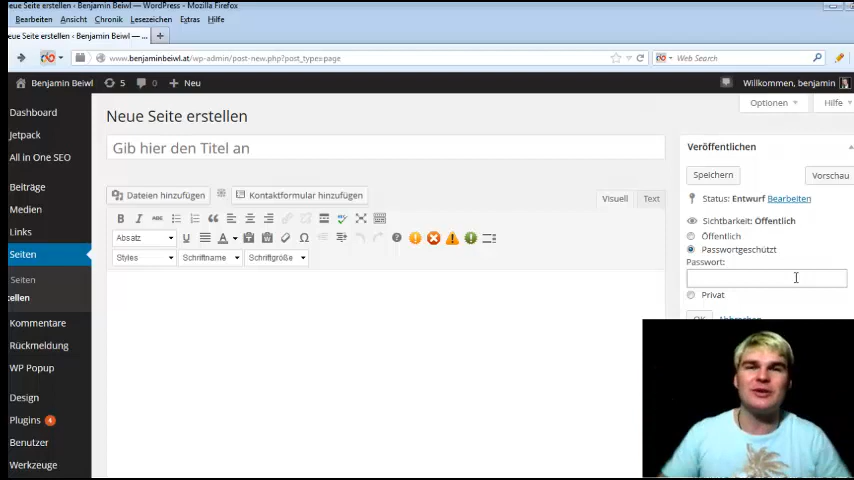 Seite erstellen ‹ Benjamin Beiwl — WordPress - Mozilla Firefox
Bearbeiten Ansicht Chronik Lesezeichen Extras Hilfe
Seite erstellen ‹ Benjamin Beiwl — ... +
www.benjaminbeiwl.at/wp-admin/post-new.php?post_type=page Web Search
Benjamin Beiwl 5 0 + Neu Willkommen, benjamin
Optionen Hilfe
Dashboard
Jetpack
All in One SEO
Beiträge
Medien
Links
Seiten
Seiten
stellen
Kommentare
Rückmeldung
WP Popup
Design
Plugins 4
Benutzer
Werkzeuge
Neue Seite erstellen
Gib hier den Titel an
Dateien hinzufügen Kontaktformular hinzufügen Visuell Text
B I ABC
Absatz U A
Styles Schriftname Schriftgröße
Veröffentlichen
Speichern Vorschau
Status: Entwurf Bearbeiten
Sichtbarkeit: Öffentlich
Öffentlich
Passwortgeschützt
Passwort:
Privat
OK Abbrechen